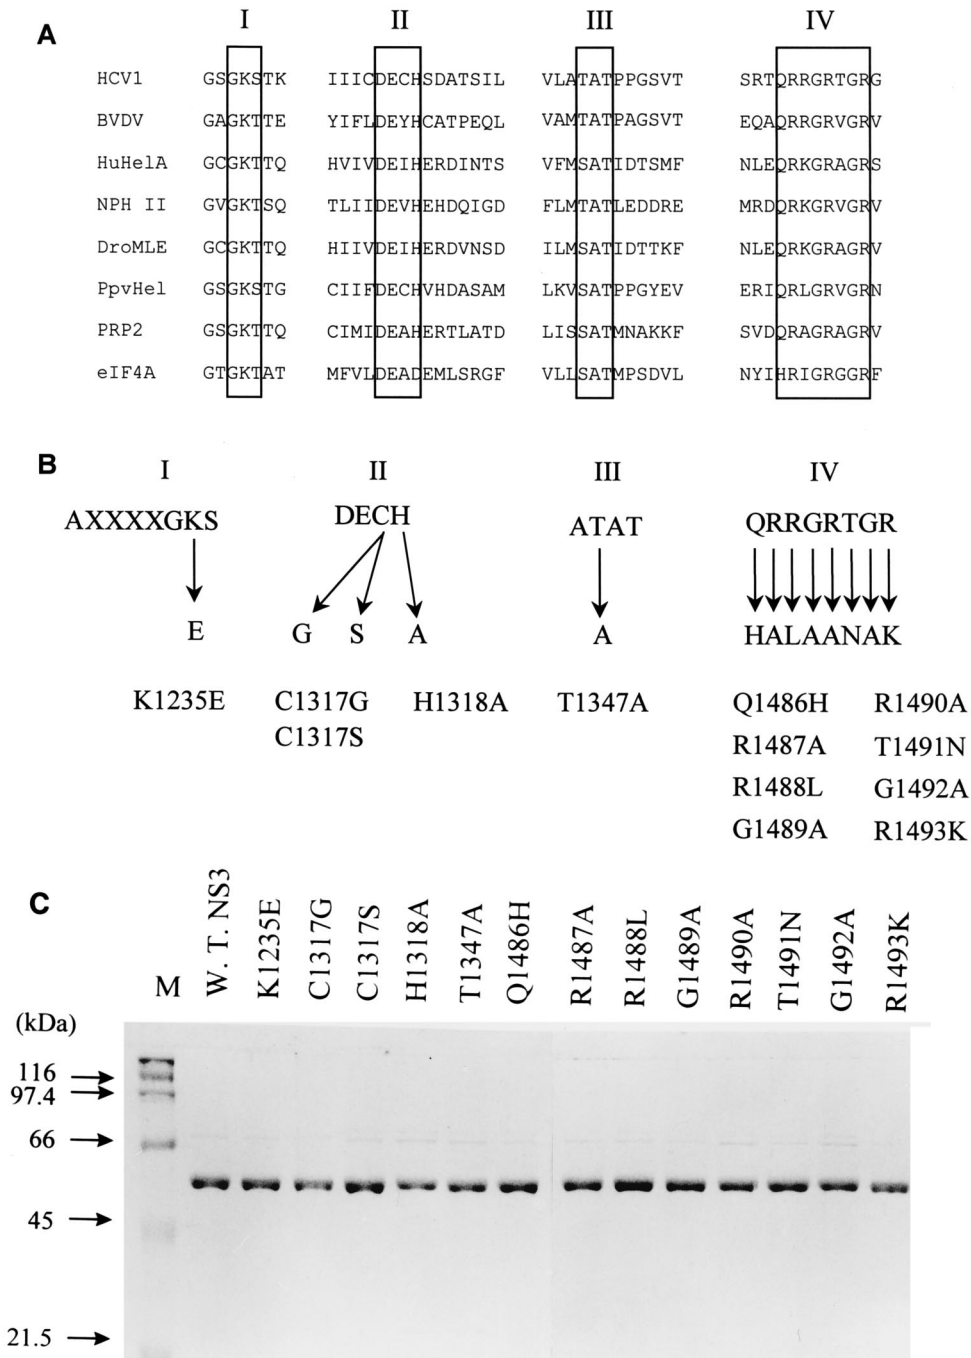 A
I II III IV
HCV1 GSGKSTK IIICDECHSDATSIL VLATATPPGSVT SRTQRRGRTGRG
BVDV GAGKTTE YIFLDEYHCATPEQL VAMTATPAGSVT EQAQRRGRVGRV
HuHelA GCGKTTQ HVIVDEIHERDINTS VFMSATIDTSMF NLEQRKGRAGRS
NPH II GVGKTSQ TLIIDEVHEHDQIGD FLMTATLEDDRE MRDQRKGRVGRV
DroMLE GCGKTTQ HIIVDEIHERDVNSD ILMSATIDTTKF NLEQRKGRAGRV
PpvHel GSGKSTG CIIFDECHVHDASAM LKVSATPPGYEV ERIQRLGRVGRN
PRP2 GSGKTTQ CIMIDEAHERTLATD LISSATMNAKKF SVDQRAGRAGRV
eIF4A GTGKTAT MFVLDEADEMLSRGF VLLSATMPSDVL NYIHRIGRGGRF
B
I II III IV
AXXXXGKS DECH ATAT QRRGRTGR
E G S A A HALAANAK
K1235E C1317G H1318A T1347A Q1486H R1490A
C1317S R1487A T1491N
R1488L G1492A
G1489A R1493K
C
M W. T. NS3 K1235E C1317G C1317S H1318A T1347A Q1486H R1487A R1488L G1489A R1490A T1491N G1492A R1493K
(kDa)
116
97.4
66
45
21.5